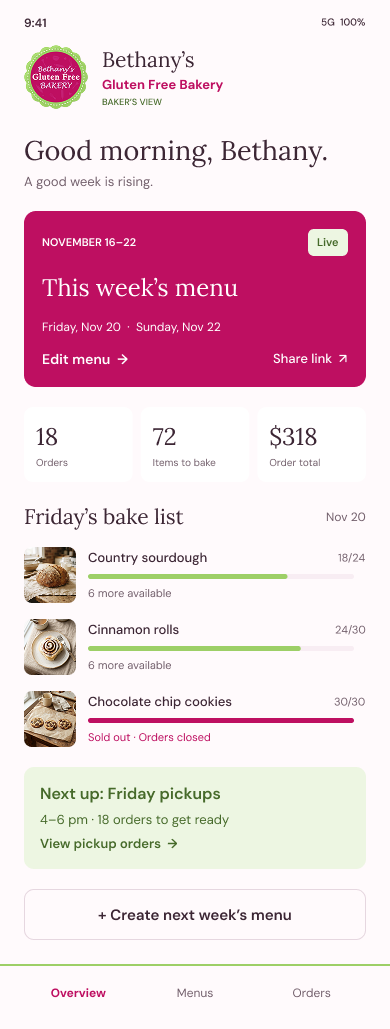 9:41
5G 100%
Bethany's
Gluten Free
BAKERY
Bethany’s
Gluten Free Bakery
BAKER'S VIEW
Good morning, Bethany.
A good week is rising.
NOVEMBER 16–22
Live
This week’s menu
Friday, Nov 20 · Sunday, Nov 22
Edit menu →
Share link ↗
18
Orders
72
Items to bake
$318
Order total
Friday’s bake list
Nov 20
Country sourdough
18/24
6 more available
Cinnamon rolls
24/30
6 more available
Chocolate chip cookies
30/30
Sold out · Orders closed
Next up: Friday pickups
4–6 pm · 18 orders to get ready
View pickup orders →
+ Create next week’s menu
Overview
Menus
Orders